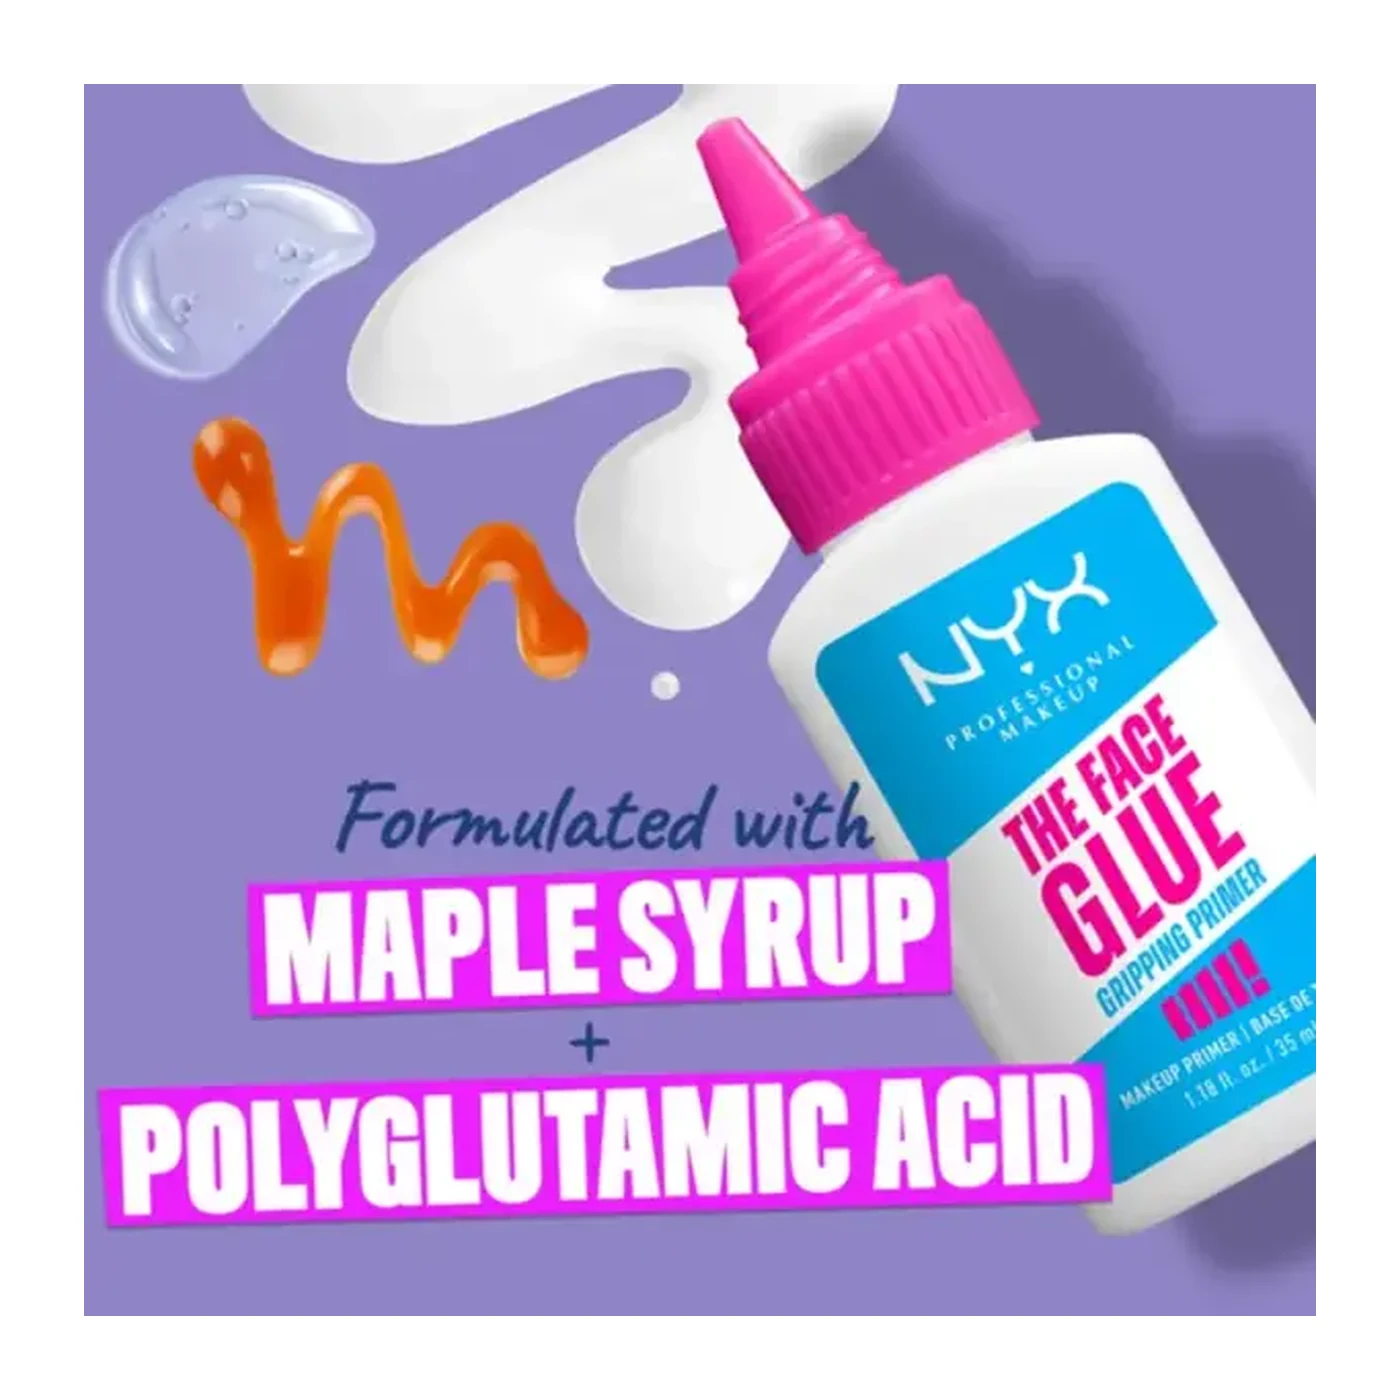 NYX
PROFESSIONAL
MAKEUP
THE FACE
GLUE
GRIPPING PRIMER
MAKEUP PRIMER | BASE DE
1.18 fl. oz. / 35 ml
Formulated with
MAPLE SYRUP
+
POLYGLUTAMIC ACID